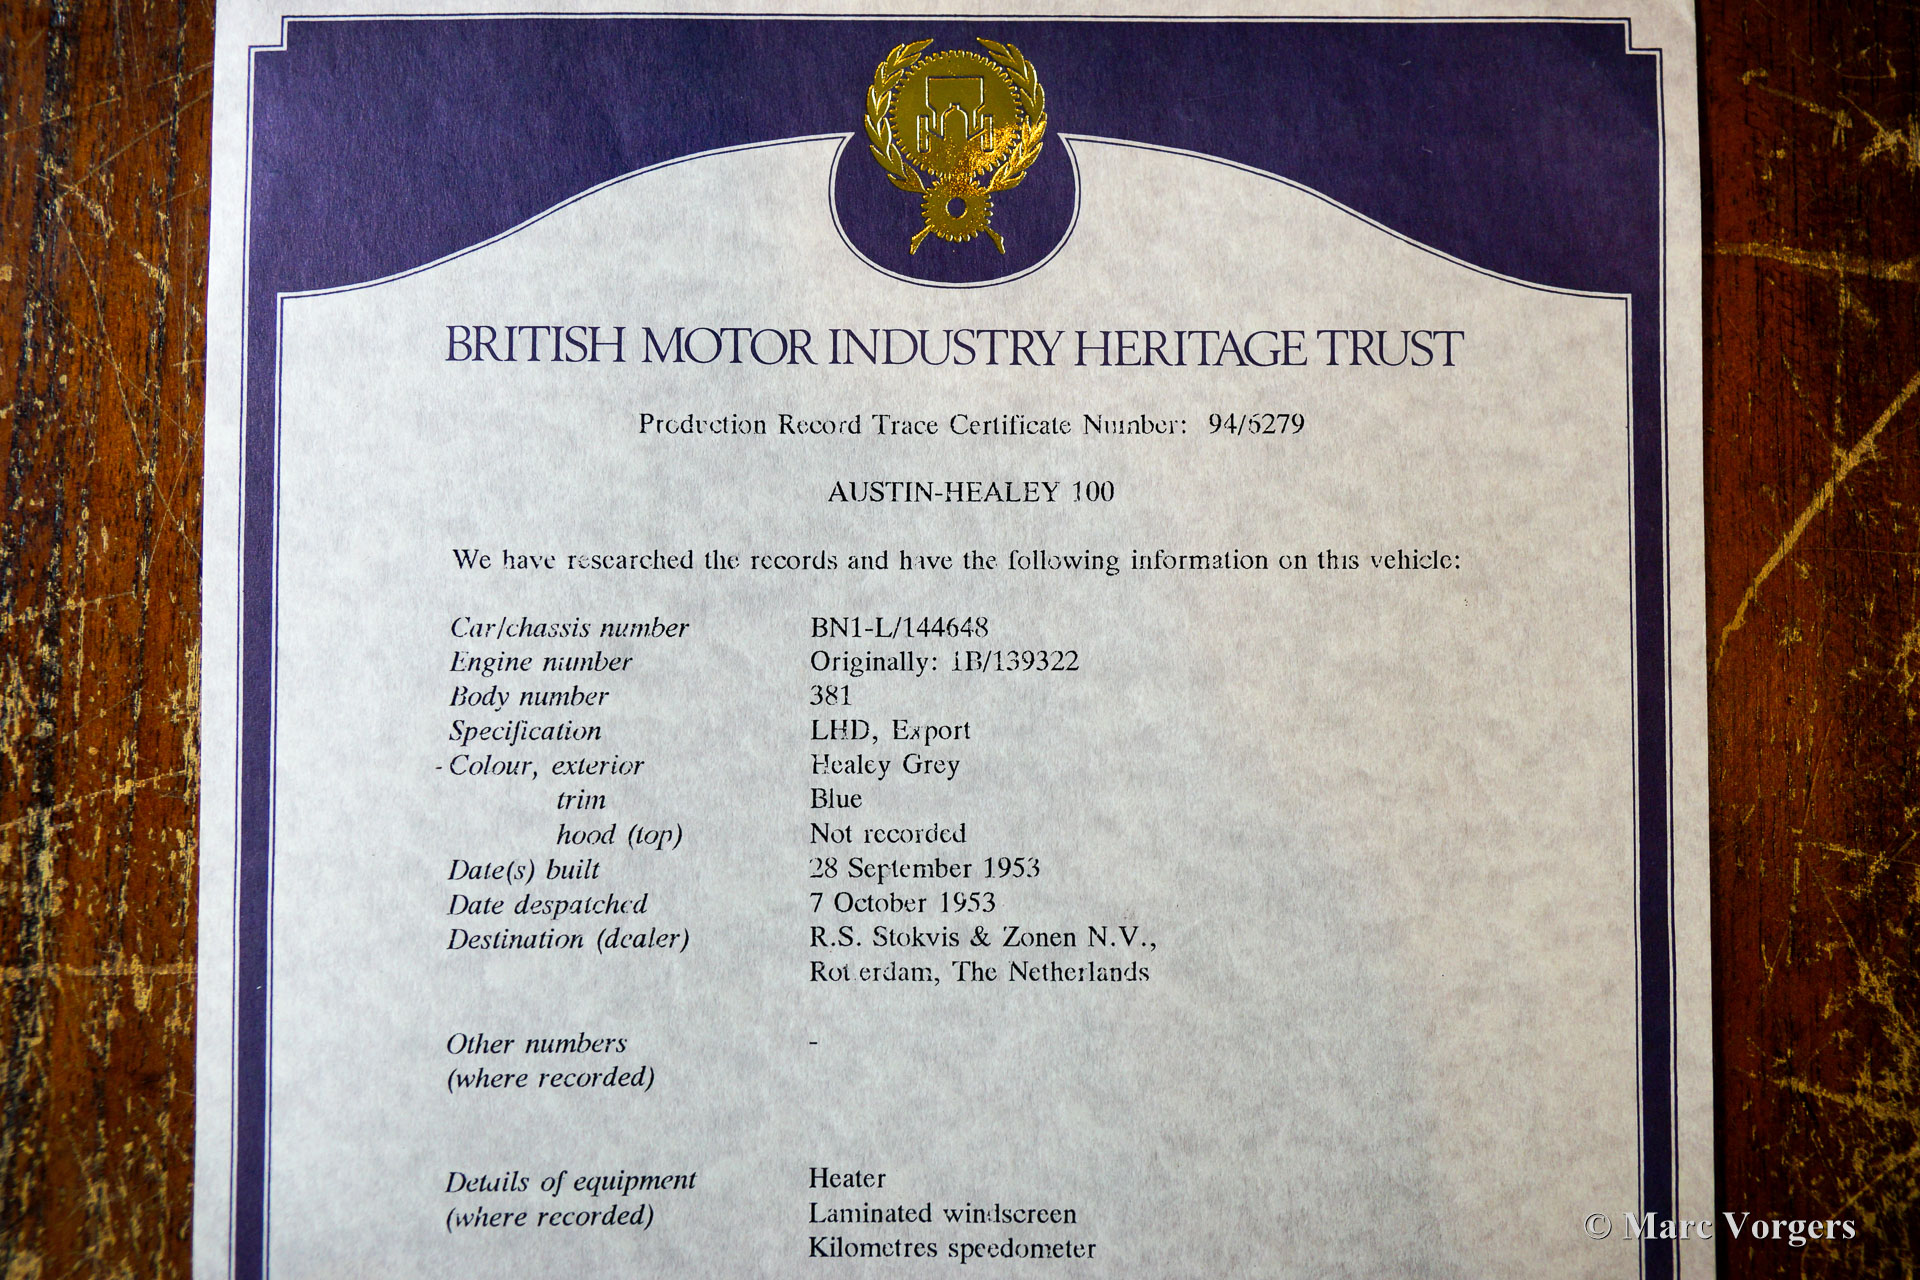 BRITISH MOTOR INDUSTRY HERITAGE TRUST
Production Record Trace Certificate Number: 94/6279
AUSTIN-HEALEY 100
We have researched the records and have the following information on this vehicle:
Car/chassis number BN1-L/144648
Engine number Originally: 1B/139322
Body number 381
Specification LHD, Export
- Colour, exterior Healey Grey
trim Blue
hood (top) Not recorded
Date(s) built 28 September 1953
Date despatched 7 October 1953
Destination (dealer) R.S. Stokvis & Zonen N.V.,
Rotterdam, The Netherlands
Other numbers -
(where recorded)
Details of equipment Heater
(where recorded) Laminated windscreen
Kilometres speedometer
© Marc Vorgers